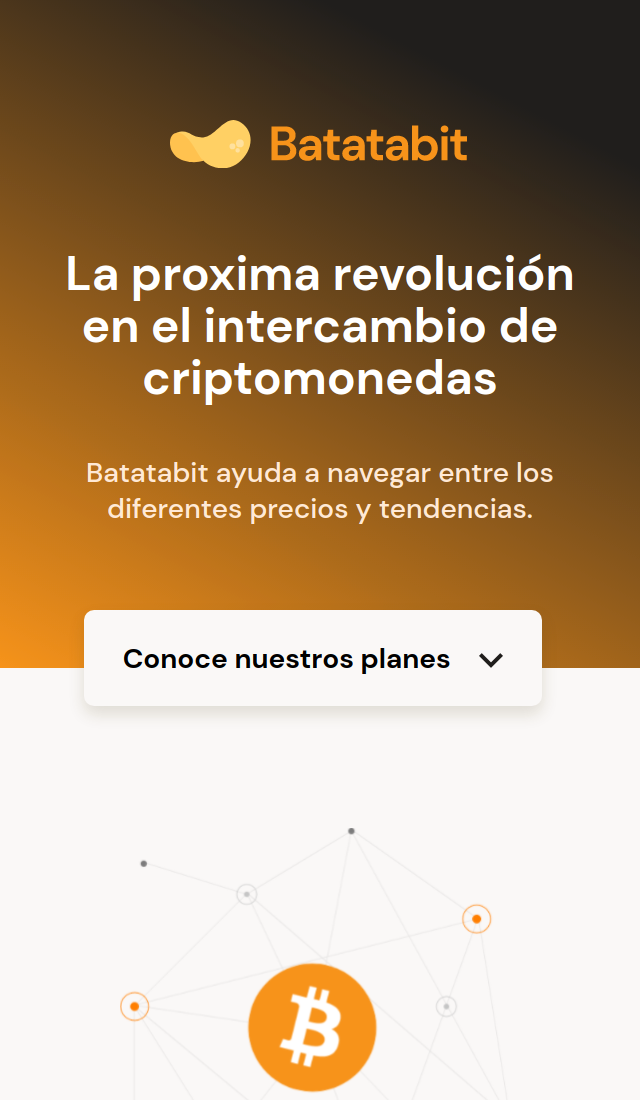 Batatabit
La proxima revolución
en el intercambio de
criptomonedas
Batatabit ayuda a navegar entre los
diferentes precios y tendencias.
Conoce nuestros planes